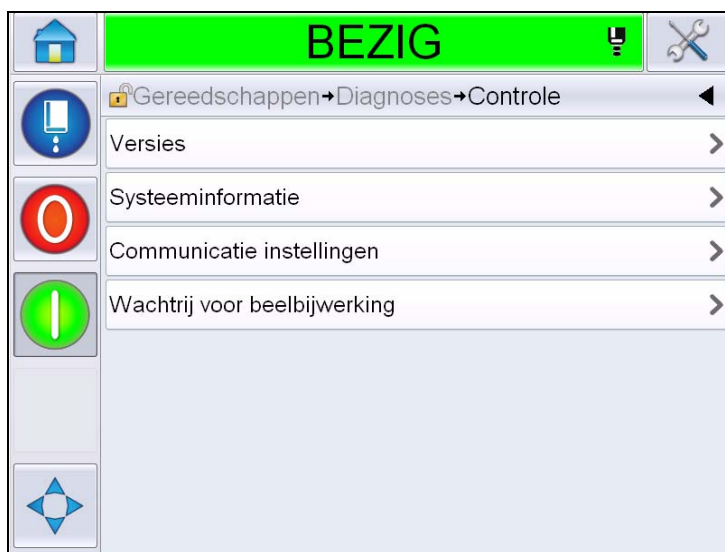 BEZIG
Gereedschappen→Diagnoses→Controle
Versies
Systeeminformatie
Communicatie instellingen
Wachtrij voor beelbijwerking